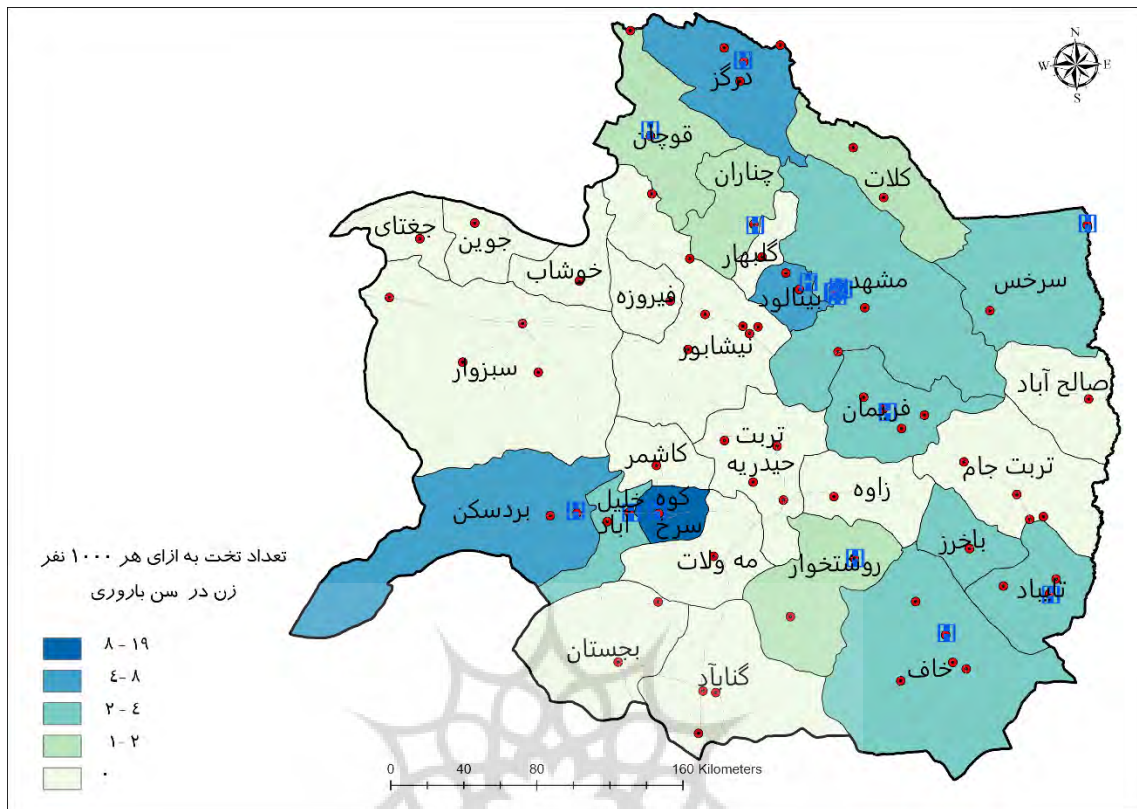 N
W E
S
درگز
قوچان
چناران
کلات
جغتای
جوین
خوشاب
گلبهار
فیروزه
بینالود
مشهد
سرخس
نیشابور
سبزوار
صالح آباد
فریمان
کاشمر
تربت
حیدریه
تربت جام
زاوه
بردسکن
خلیل
آباد
کوه
سرخ
باخرز
مه ولات
روشتخوار
تایباد
بجستان
گناباد
خاف
تعداد تخت به ازای هر ۱۰۰۰ نفر
زن در سن باروری
۸ - ۱۹
٤- ۸
۲ - ٤
۱- ۲
۰
0 40 80 160 Kilometers